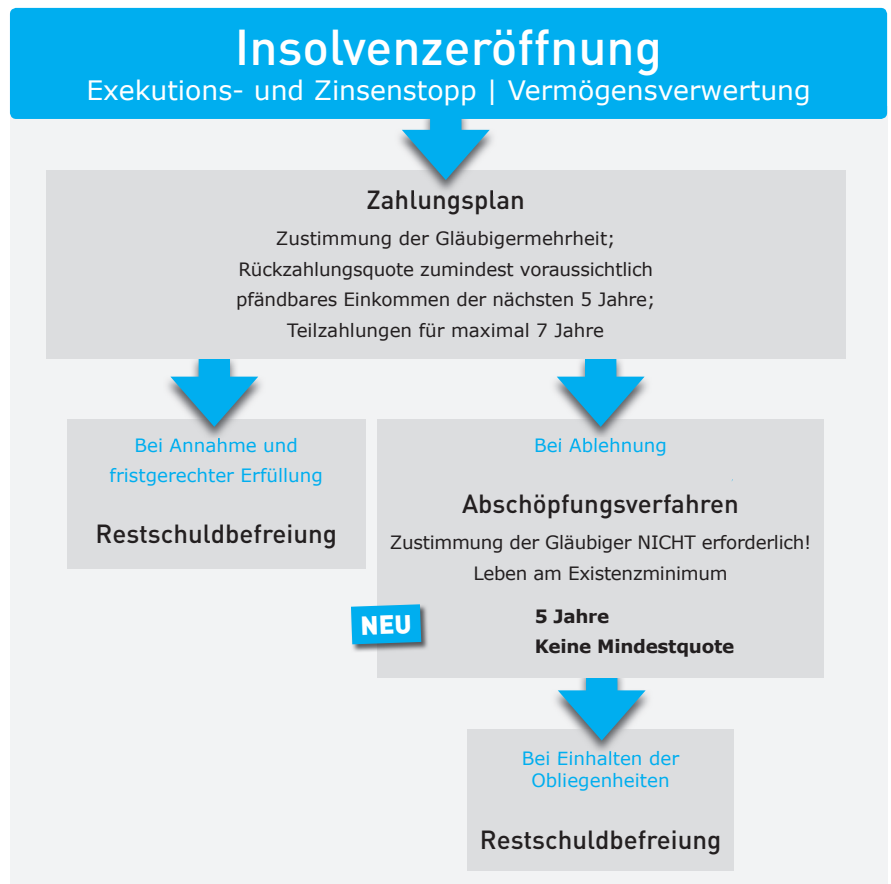 Insolvenzeröffnung
Exekutions- und Zinsenstopp | Vermögensverwertung
Zahlungsplan
Zustimmung der Gläubigermehrheit;
Rückzahlungsquote zumindest voraussichtlich
pfändbares Einkommen der nächsten 5 Jahre;
Teilzahlungen für maximal 7 Jahre
Bei Annahme und
fristgerechter Erfüllung
Restschuldbefreiung
Bei Ablehnung
Abschöpfungsverfahren
Zustimmung der Gläubiger NICHT erforderlich!
Leben am Existenzminimum
NEU
5 Jahre
Keine Mindestquote
Bei Einhalten der
Obliegenheiten
Restschuldbefreiung